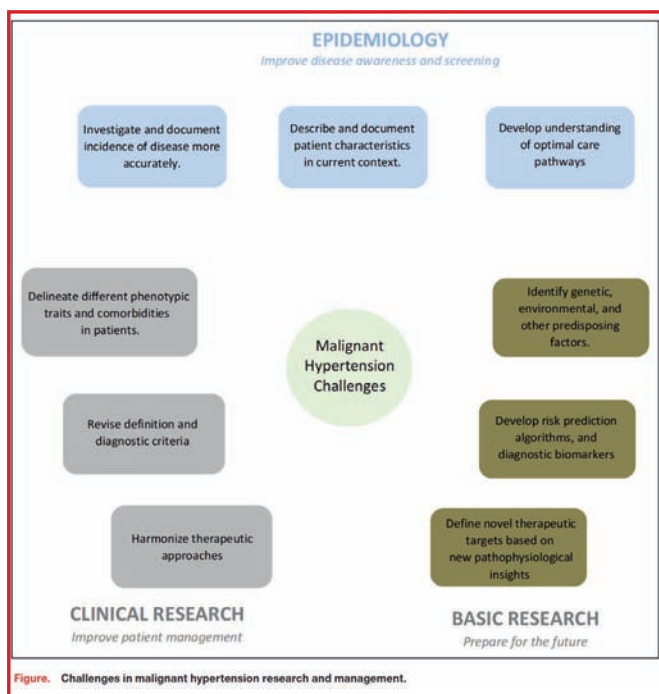 EPIDEMIOLOGY
Improve disease awareness and screening
Investigate and document
incidence of disease more
accurately.
Describe and document
patient characteristics
in current context.
Develop understanding
of optimal care
pathways
Delineate different phenotypic
traits and comorbidities
in patients.
Malignant
Hypertension
Challenges
Identify genetic,
environmental, and
other predisposing
factors.
Revise definition and
diagnostic criteria
Develop risk prediction
algorithms, and
diagnostic biomarkers
Harmonize therapeutic
approaches
Define novel therapeutic
targets based on
new pathophysiological
insights
CLINICAL RESEARCH
Improve patient management
BASIC RESEARCH
Prepare for the future
Figure. Challenges in malignant hypertension research and management.